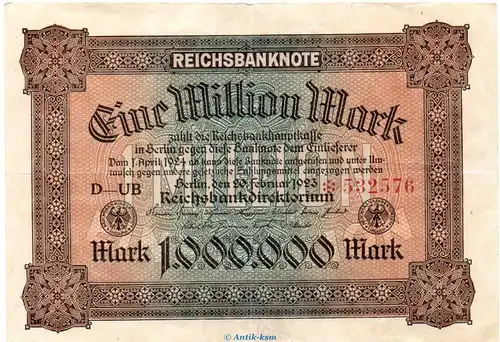 REICHSBANKNOTE
Eine Million Mark
zahlt die Reichsbankhauptkasse
in Berlin gegen diese Banknote dem Einlieferer
Vom 1. April 1924 ab kann diese Banknote aufgerufen und unter Um-
tausch gegen andere gesetzliche Zahlungsmittel eingezogen werden
Berlin, den 20. Februar 1923
D—UB
532576
Reichsbankdirektorium
Mark 1.000.000 Mark
© Antik-ksm